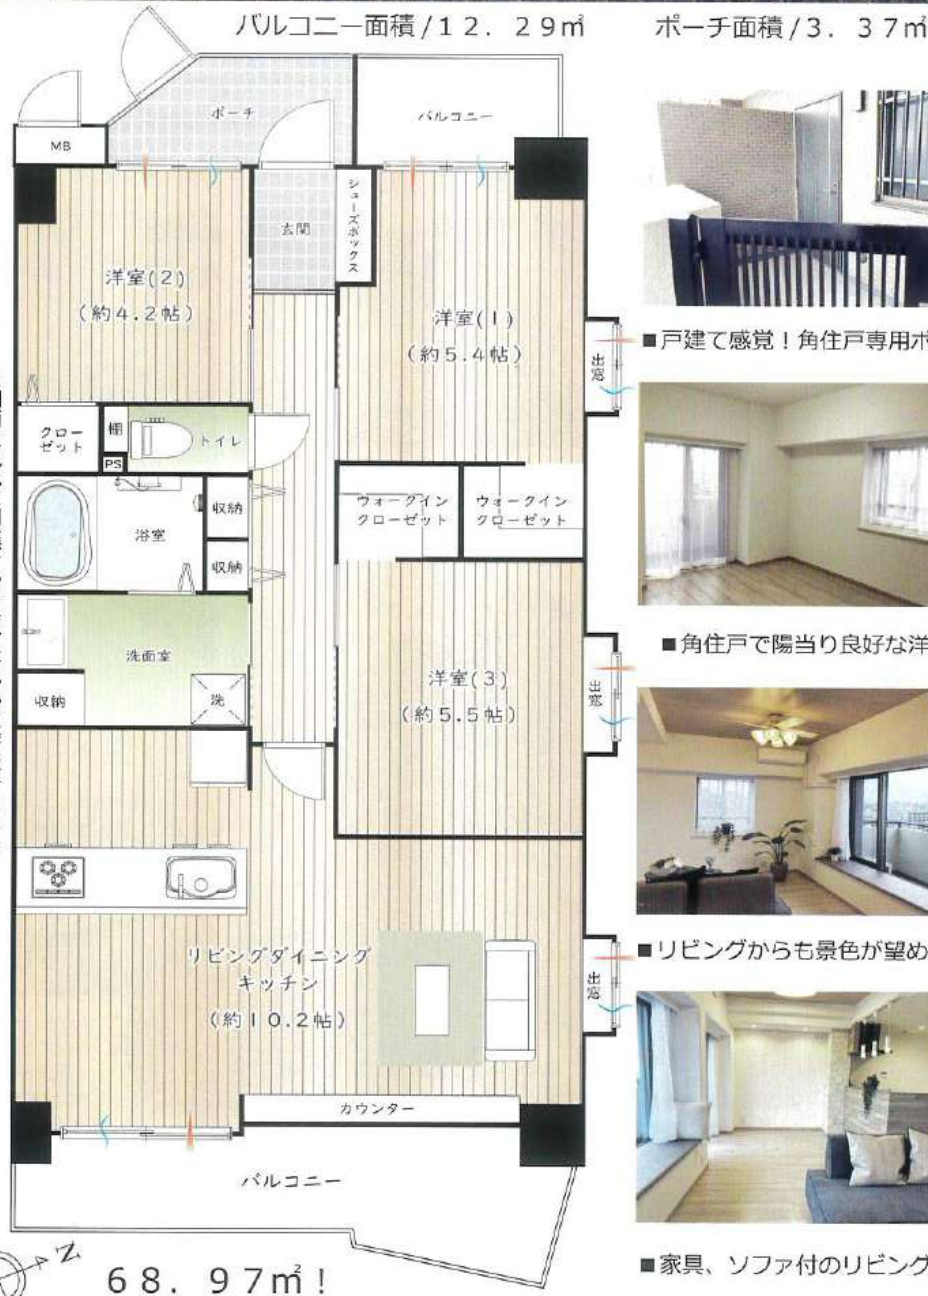 バルコニー面積/12．29㎡
ポーチ面積/3．37㎡
ポーチ
バルコニー
MB
玄関
シューズボックス
洋室(2)
(約4.2帖)
洋室(1)
(約5.4帖)
出窓
■戸建て感覚！角住戸専用ポ
クロー
ゼット
棚
トイレ
PS
浴室
収納
収納
ウォークイン
クローゼット
ウォークイン
クローゼット
洗面室
収納
洗
洋室(3)
(約5.5帖)
出窓
■角住戸で陽当り良好な洋
リビングダイニング
キッチン
(約10.2帖)
出窓
■リビングからも景色が望め
カウンター
バルコニー
N
68．97㎡！
■家具、ソファ付のリビング